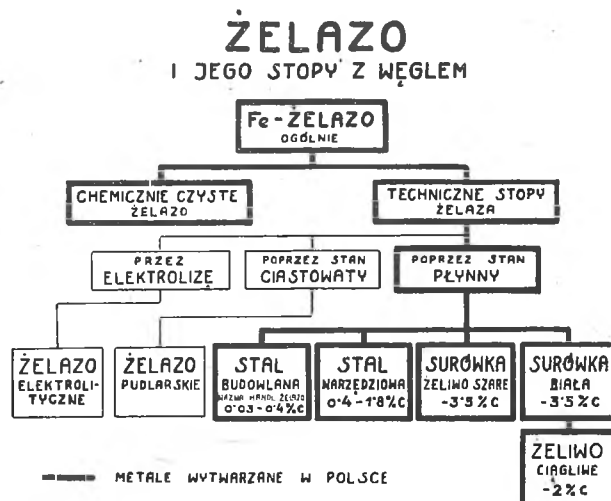 ŻELAZO
I JEGO STOPY Z WĘGLEM
Fe-ŻELAZO
OGÓLNIE
CHEMICZNIE CZYSTE
ŻELAZO
TECHNICZNE STOPY
ŻELAZA
PRZEZ
ELEKTROLIZĘ
POPRZEZ STAN
CIASTOWATY
POPRZEZ STAN
PŁYNNY
ŻELAZO
ELEKTROLI-
TYCZNE
ŻELAZO
PUDLARSKIE
STAL
BUDOWLANA
NAZWA HANDL. ŻELAZO
0·03-0·4%C
STAL
NARZĘDZIOWA
0·4-1·8%C
SURÓWKA
ŻELIWO SZARE
-3·5%C
SURÓWKA
BIAŁA
-3·5%C
ŻELIWO
CIĄGLIWE
-2%C
METALE WYTWARZANE W POLSCE